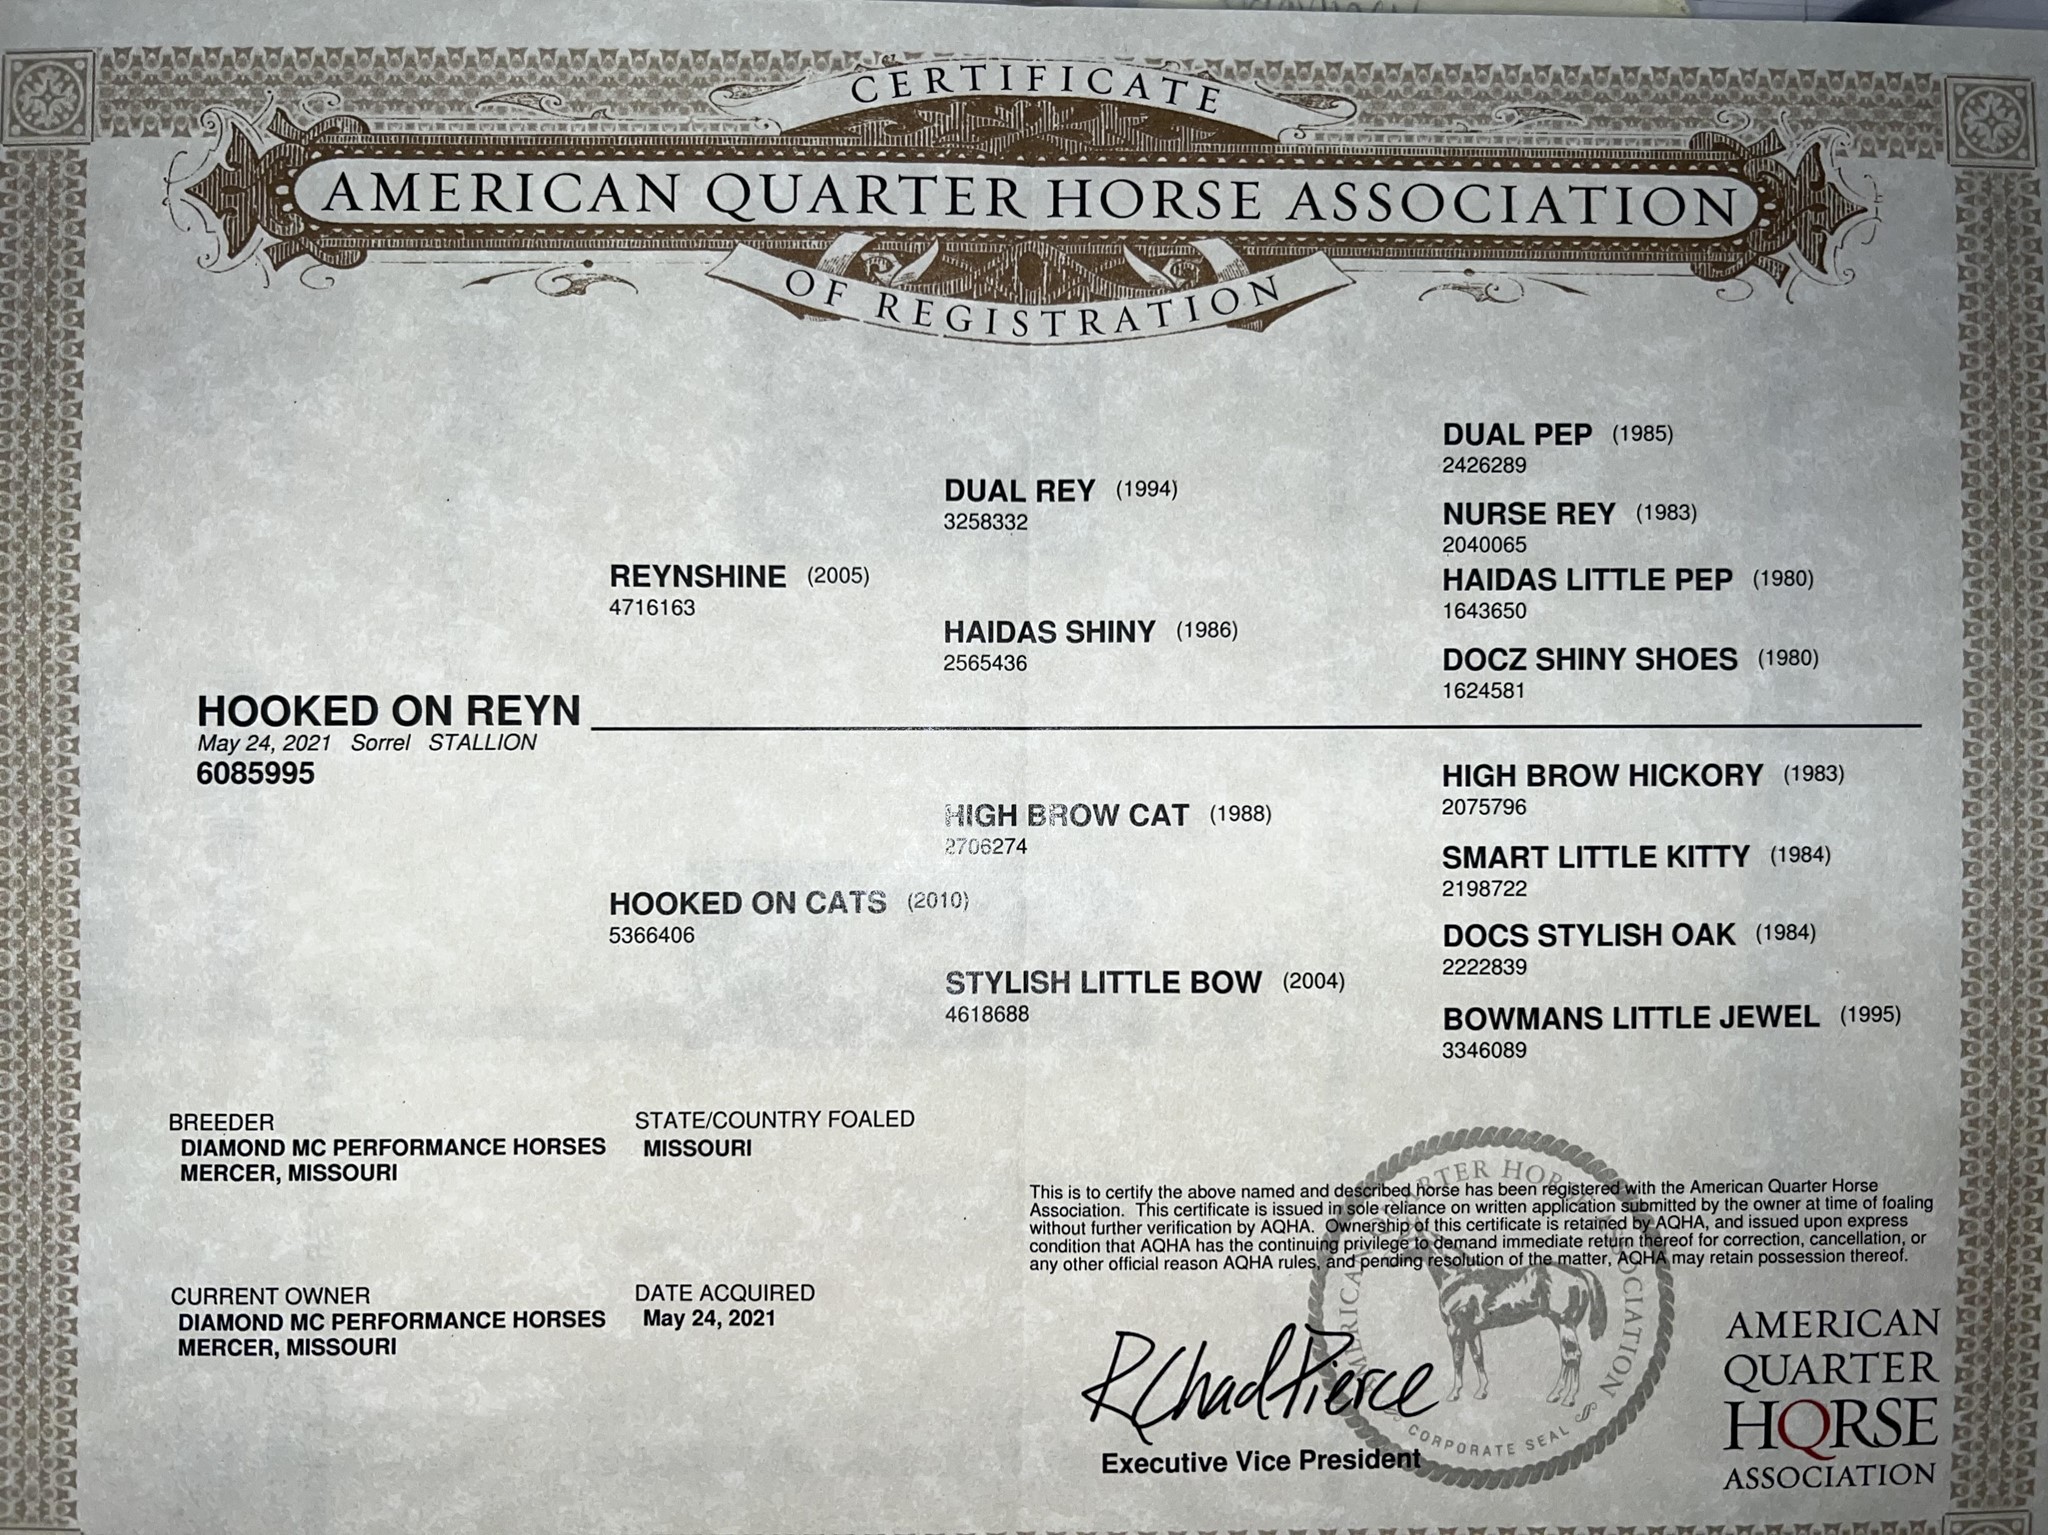 CERTIFICATE
AMERICAN QUARTER HORSE ASSOCIATION
OF REGISTRATION
DUAL PEP (1985)
2426289
DUAL REY (1994)
3258332
NURSE REY (1983)
2040065
REYNSHINE (2005)
4716163
HAIDAS LITTLE PEP (1980)
1643650
HAIDAS SHINY (1986)
2565436
DOCZ SHINY SHOES (1980)
1624581
HOOKED ON REYN
May 24, 2021 Sorrel STALLION
6085995
HIGH BROW HICKORY (1983)
2075796
HIGH BROW CAT (1988)
2706274
SMART LITTLE KITTY (1984)
2198722
HOOKED ON CATS (2010)
5366406
DOCS STYLISH OAK (1984)
2222839
STYLISH LITTLE BOW (2004)
4618688
BOWMANS LITTLE JEWEL (1995)
3346089
BREEDER
DIAMOND MC PERFORMANCE HORSES
MERCER, MISSOURI
STATE/COUNTRY FOALED
MISSOURI
This is to certify the above named and described horse has been registered with the American Quarter Horse
Association. This certificate is issued in sole reliance on written application submitted by the owner at time of foaling
without further verification by AQHA. Ownership of this certificate is retained by AQHA, and issued upon express
condition that AQHA has the continuing privilege to demand immediate return thereof for correction, cancellation, or
any other official reason AQHA rules, and pending resolution of the matter, AQHA may retain possession thereof.
CURRENT OWNER
DIAMOND MC PERFORMANCE HORSES
MERCER, MISSOURI
DATE ACQUIRED
May 24, 2021
R Chad Pierce
Executive Vice President
AMERICAN QUARTER HORSE ASSOCIATION
CORPORATE SEAL
AMERICAN
QUARTER
HORSE
ASSOCIATION